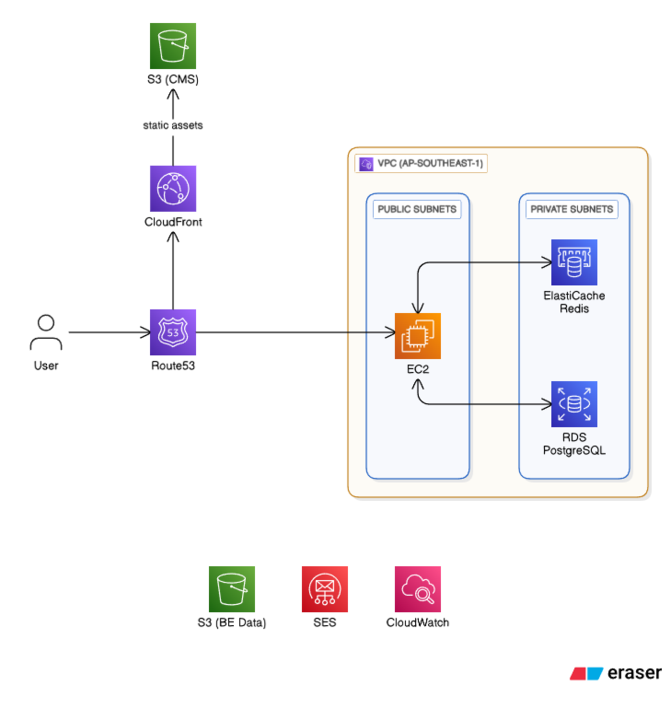 S3 (CMS)
static assets
VPC (AP-SOUTHEAST-1)
CloudFront
PUBLIC SUBNETS
PRIVATE SUBNETS
ElastiCache
Redis
User
53
Route53
EC2
RDS
PostgreSQL
S3 (BE Data)
SES
CloudWatch
eraser